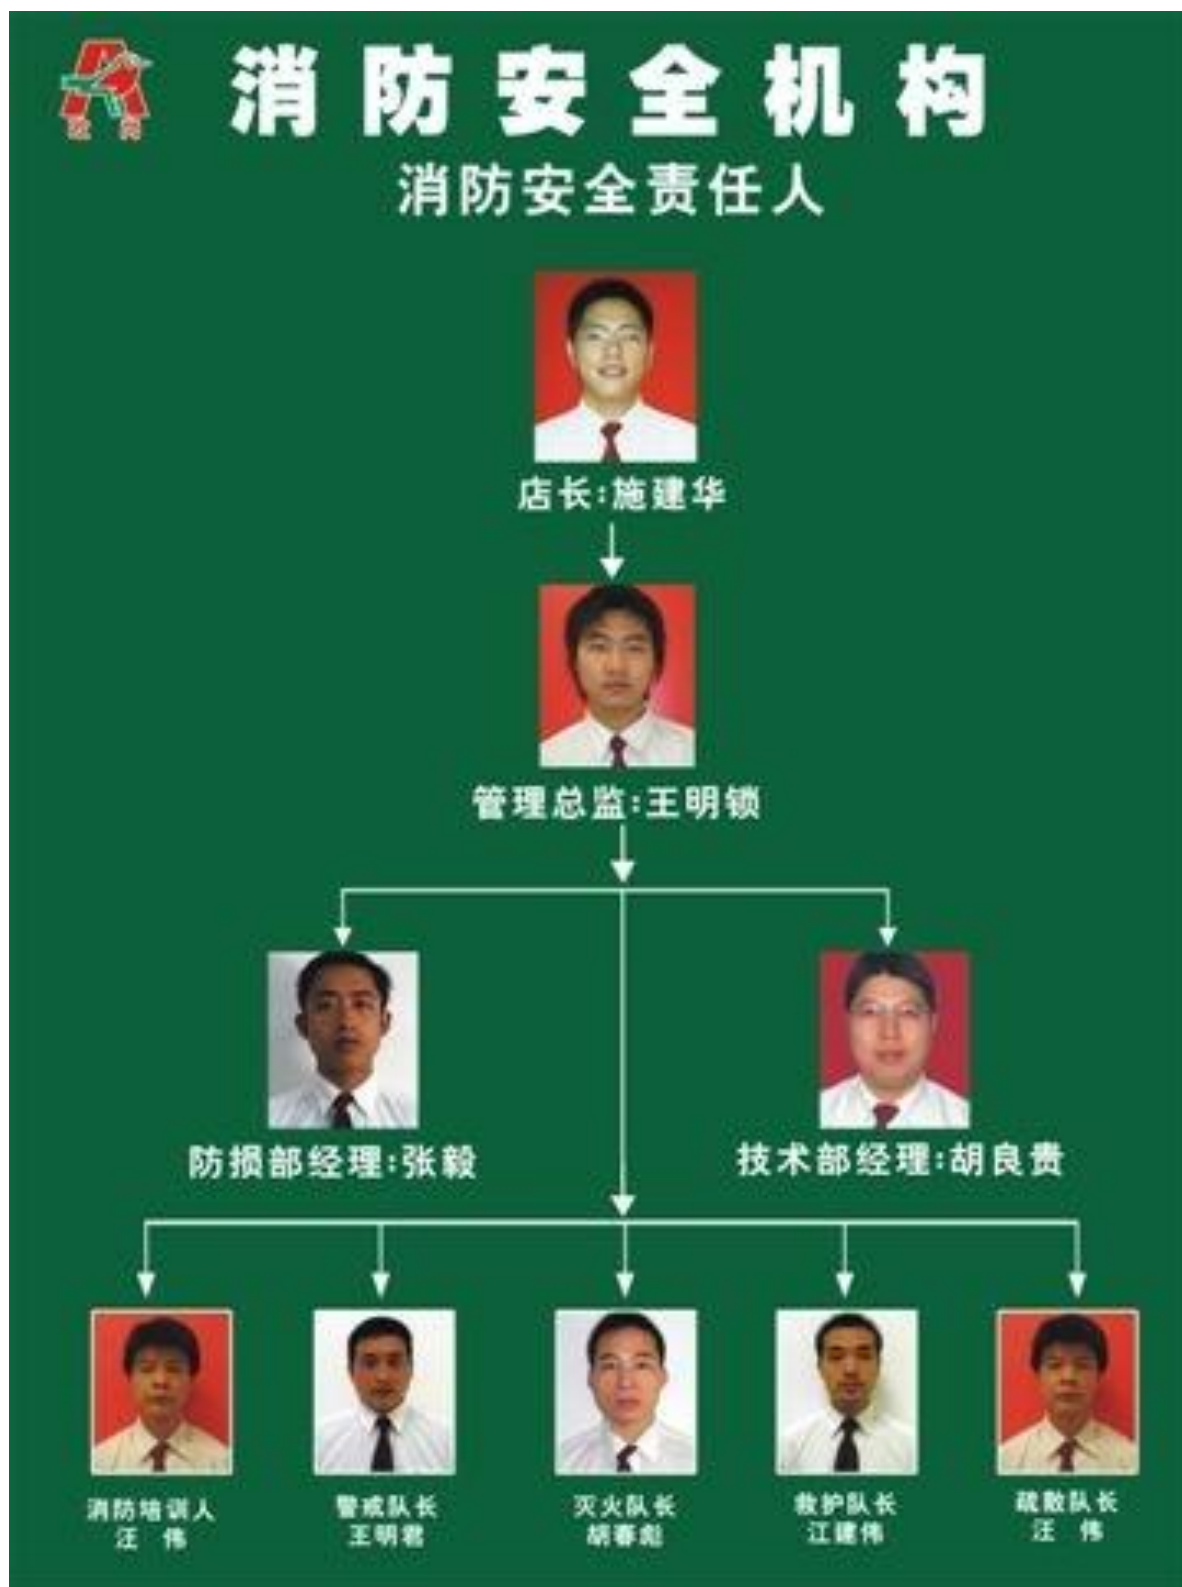 欧尚
消防安全机构
消防安全责任人
店长:施建华
管理总监:王明锁
防损部经理:张毅
技术部经理:胡良贵
消防培训人
汪 伟
警戒队长
王明君
灭火队长
胡春彪
救护队长
江建伟
疏散队长
汪 伟